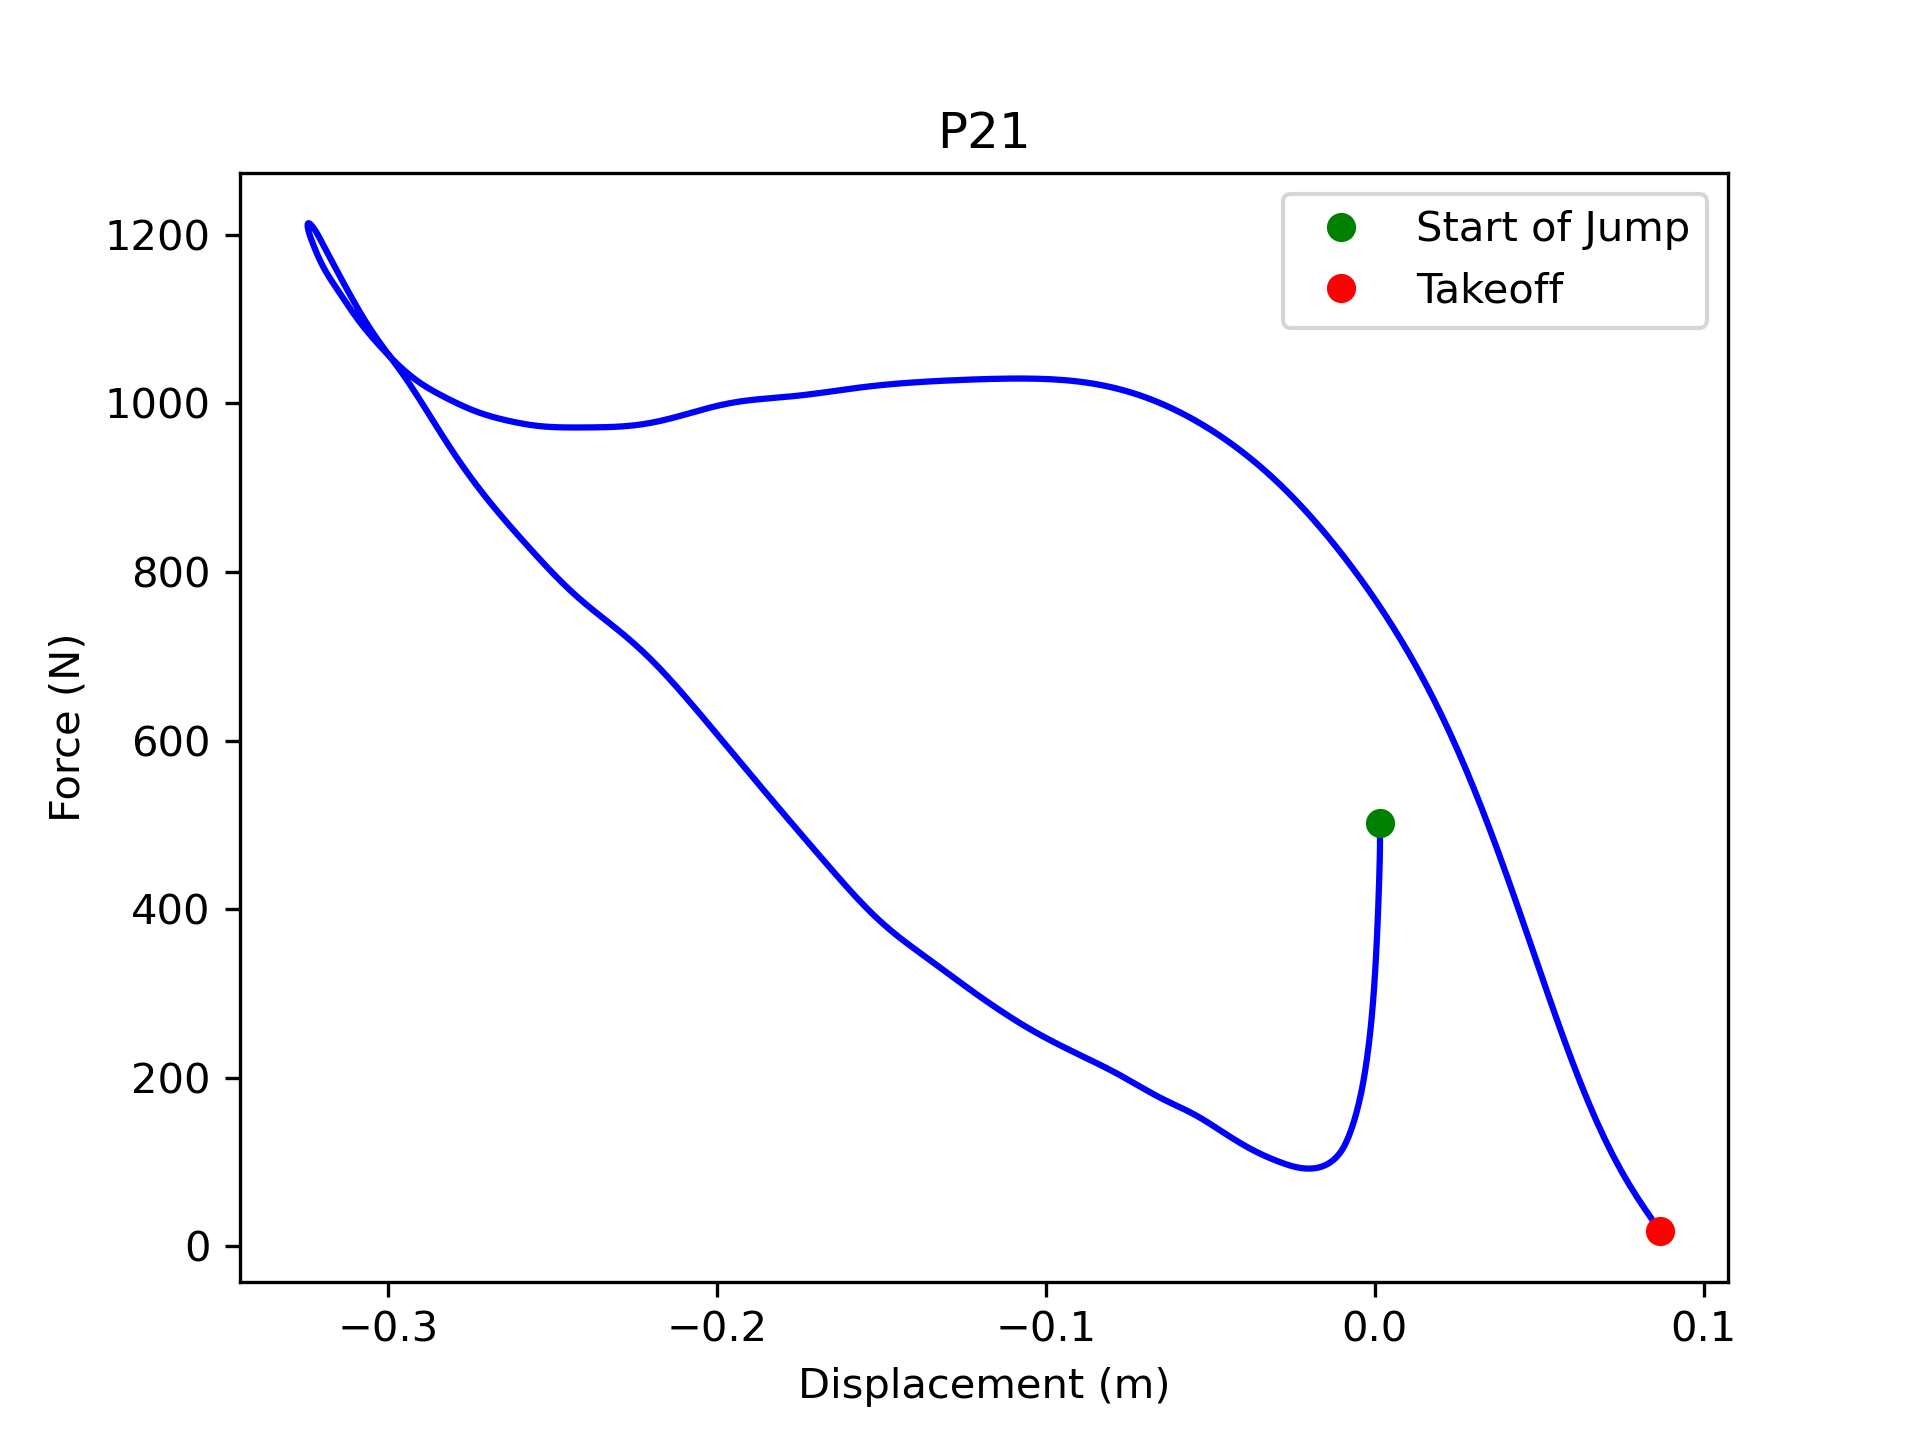 P21
Start of Jump
Takeoff
1200
1000
800
600
400
200
0
Force (N)
−0.3
−0.2
−0.1
0.0
0.1
Displacement (m)